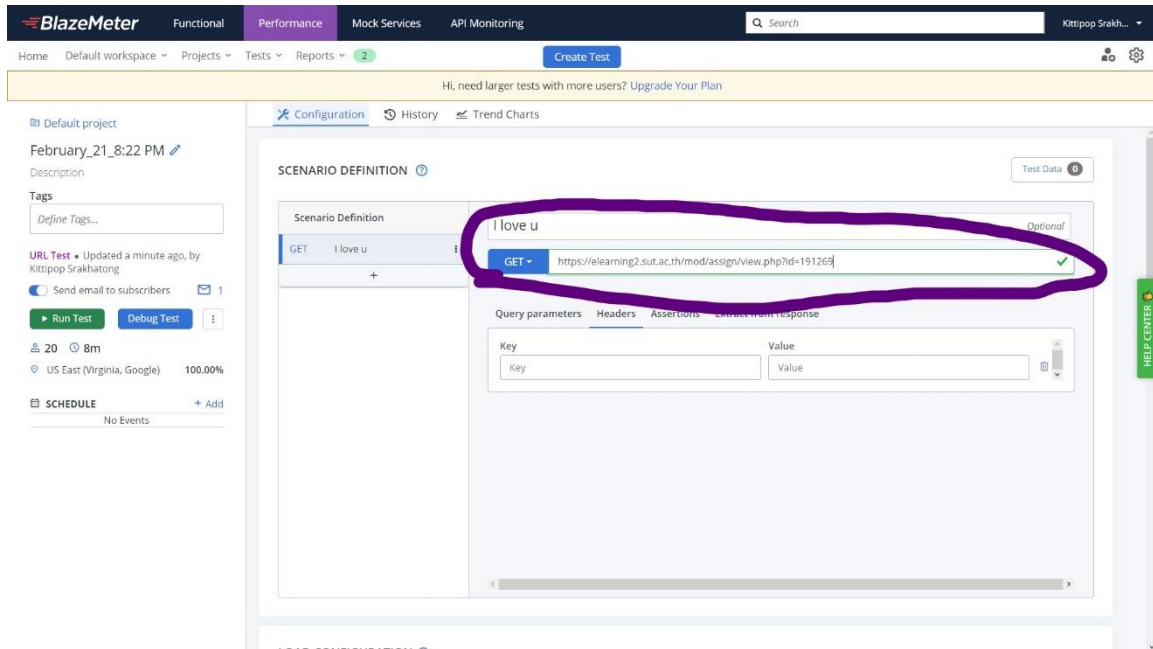 BlazeMeter Functional Performance Mock Services API Monitoring Search Kittipop Srakh...
Home Default workspace Projects Tests Reports 2 Create Test
Hi, need larger tests with more users? Upgrade Your Plan
Default project
February_21_8:22 PM
Description
Tags
Define Tags...
URL Test • Updated a minute ago, by
Kittipop Srakhatong
Send email to subscribers 1
Run Test Debug Test
20 8m
US East (Virginia, Google) 100.00%
SCHEDULE + Add
No Events
Configuration History Trend Charts
SCENARIO DEFINITION Test Data 0
Scenario Definition
GET I love u
+
I love u Optional
GET https://elearning2.sut.ac.th/mod/assign/view.php?id=191269
Query parameters Headers Assertions Extract from response
Key Value
Key Value
HELP CENTER
LOAD CONFIGURATION